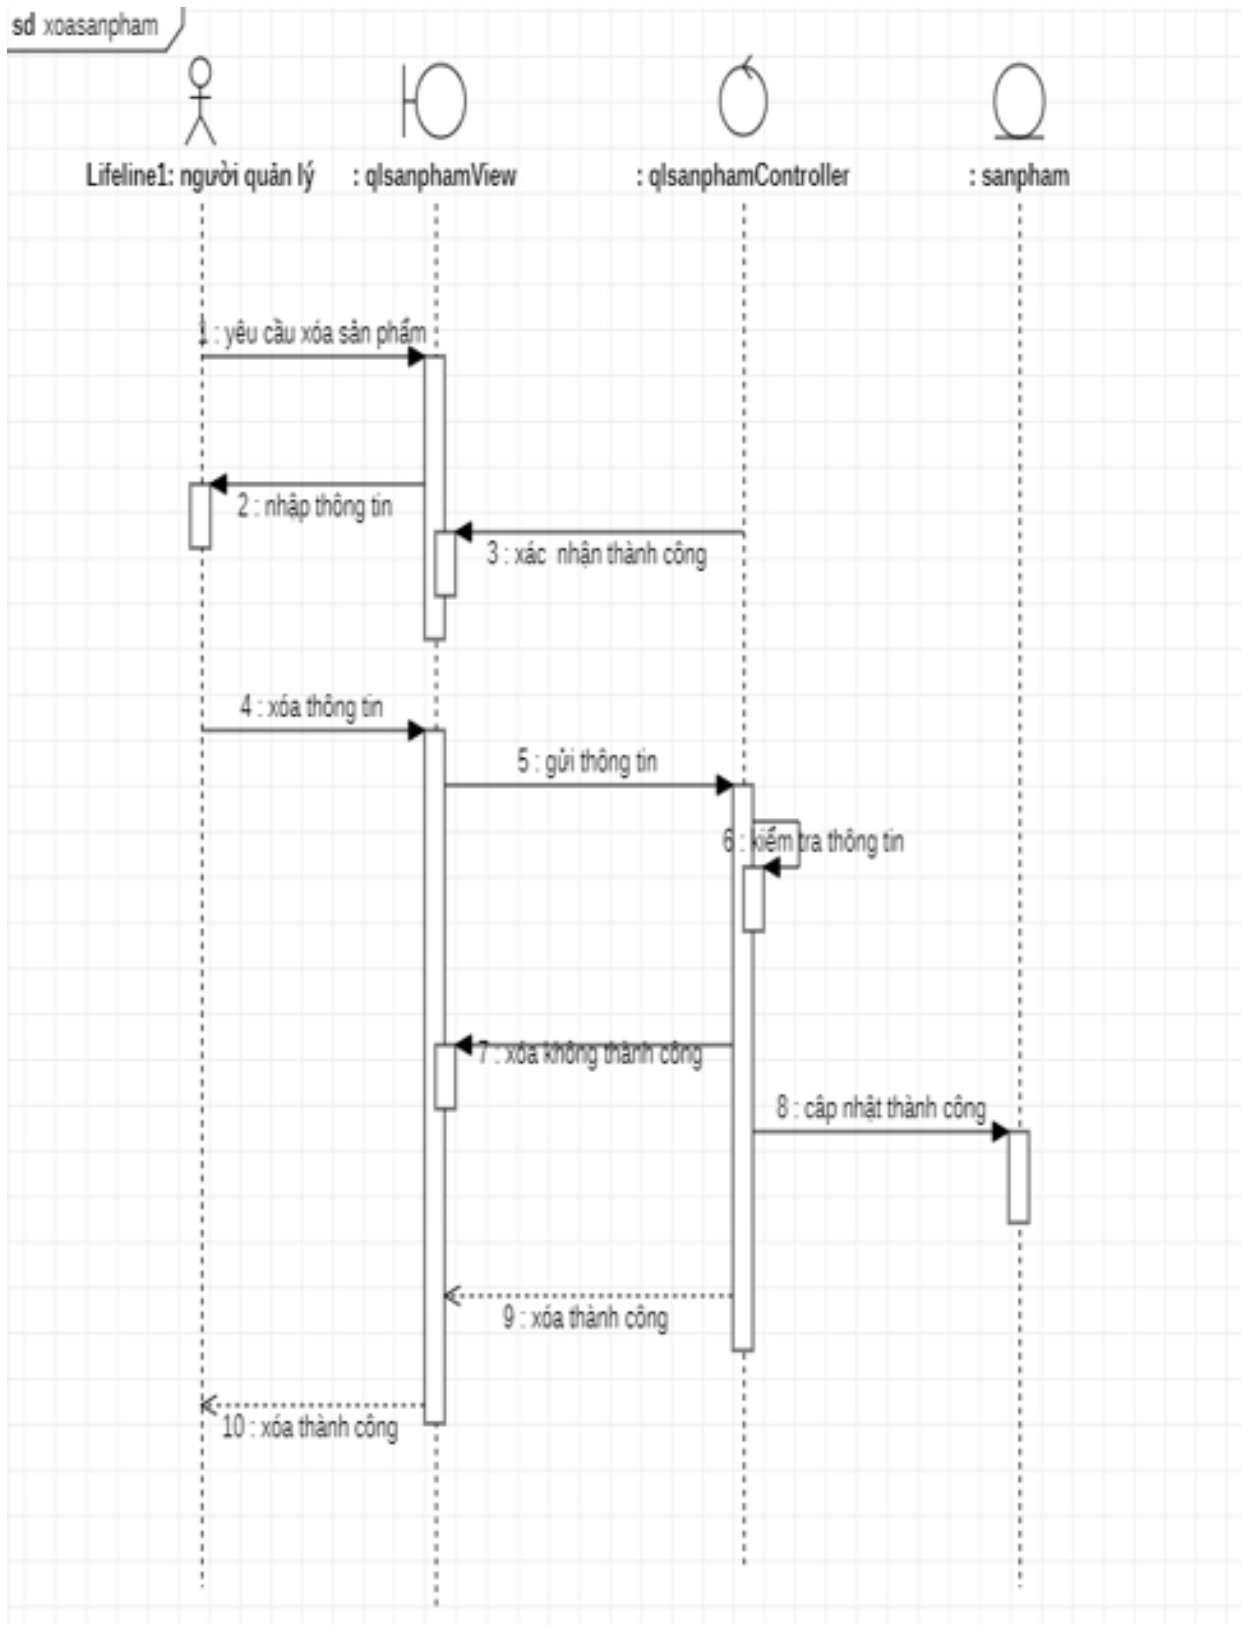 sd xoasanpham
Lifeline1: người quản lý
: qlsanphamView
: qlsanphamController
: sanpham
1 : yêu cầu xóa sản phẩm
2 : nhập thông tin
3 : xác  nhận thành công
4 : xóa thông tin
5 : gửi thông tin
6 : kiểm tra thông tin
7 : xóa không thành công
8 : câp nhật thành công
9 : xóa thành công
10 : xóa thành công